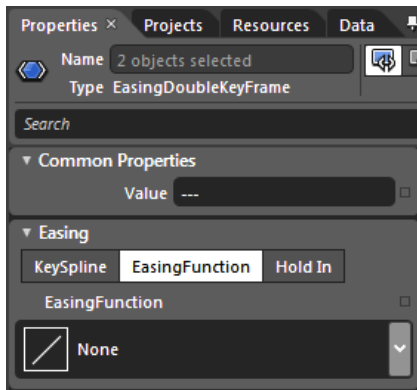 Properties × Projects Resources Data
Name 2 objects selected
Type EasingDoubleKeyFrame
Search
Common Properties
Value ---
Easing
KeySpline EasingFunction Hold In
EasingFunction
None